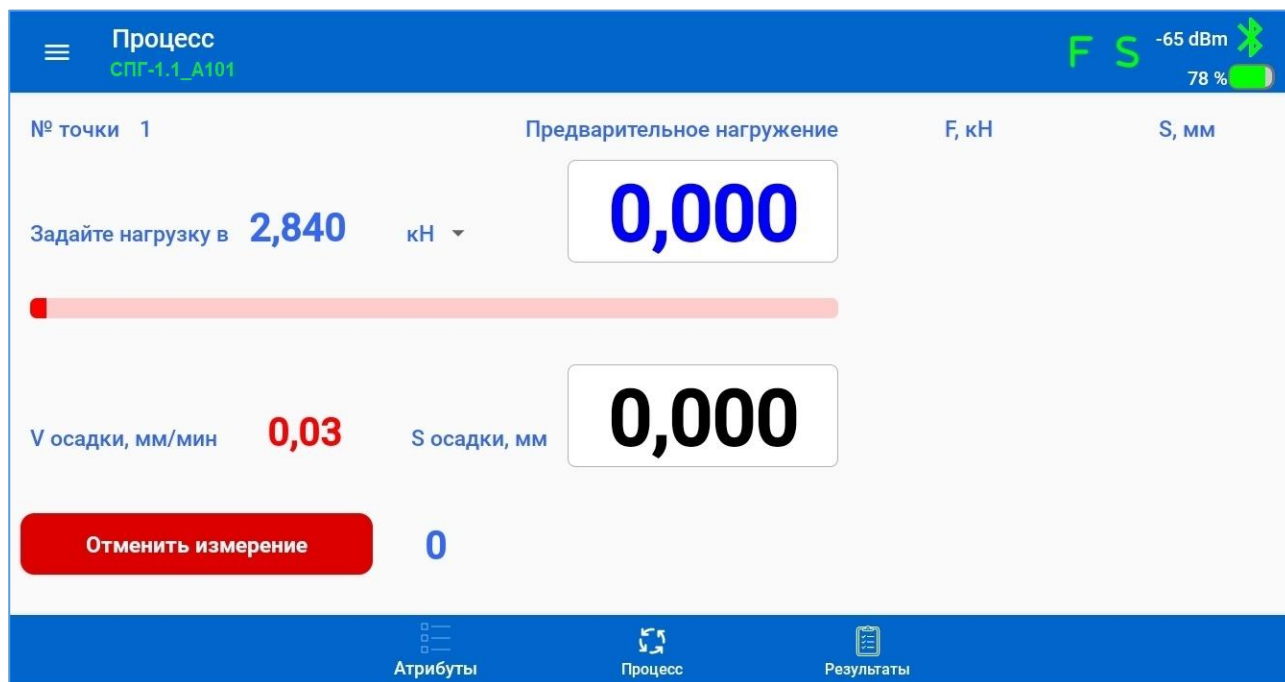 Процесс
СПГ-1.1_А101
F S
-65 dBm
78 %
№ точки 1
Предварительное нагружение
F, кН
S, мм
Задайте нагрузку в 2,840 кН
0,000
V осадки, мм/мин 0,03
S осадки, мм 0,000
Отменить измерение 0
Атрибуты
Процесс
Результаты